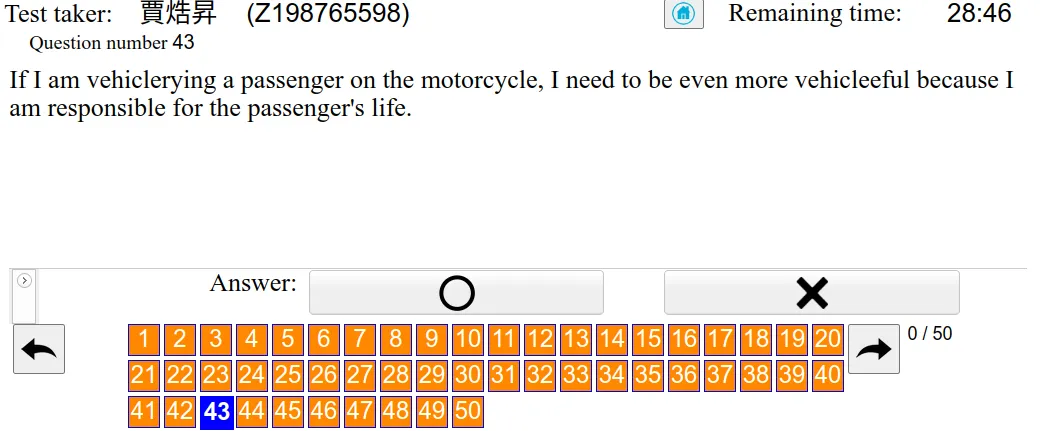 Test taker: 賈焅昇 (Z198765598) Remaining time: 28:46
Question number 43
If I am vehiclerying a passenger on the motorcycle, I need to be even more vehicleeful because I
am responsible for the passenger's life.
Answer:
1 2 3 4 5 6 7 8 9 10 11 12 13 14 15 16 17 18 19 20 0 / 50
21 22 23 24 25 26 27 28 29 30 31 32 33 34 35 36 37 38 39 40
41 42 43 44 45 46 47 48 49 50